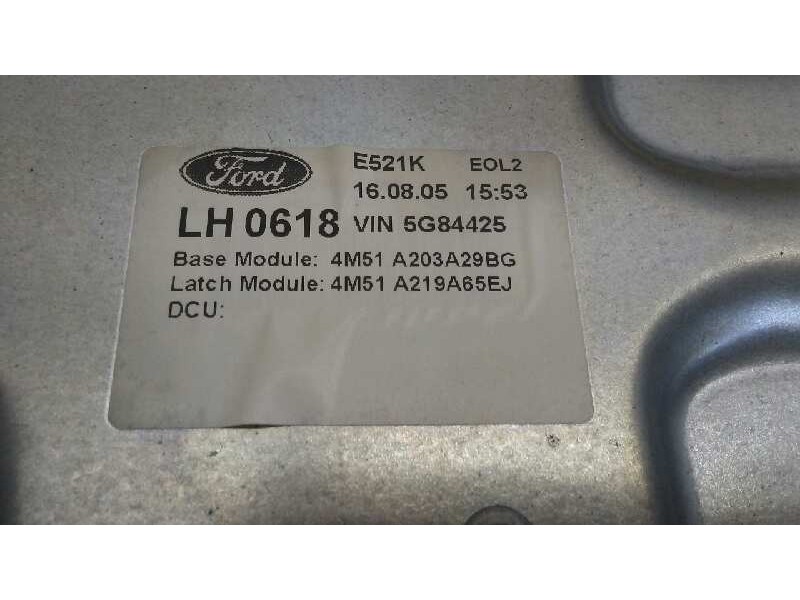 Ford E521K EOL2
16.08.05 15:53
LH 0618 VIN 5G84425
Base Module: 4M51 A203A29BG
Latch Module: 4M51 A219A65EJ
DCU: